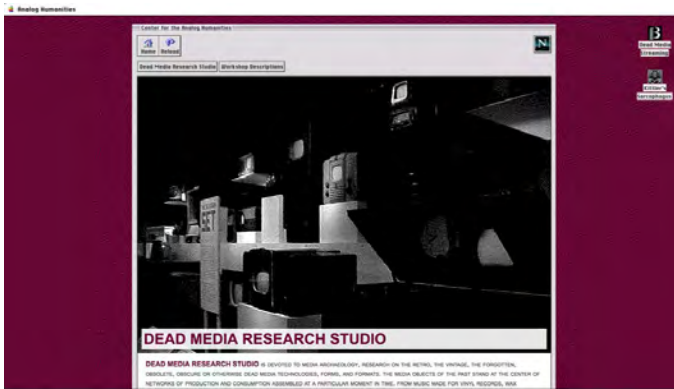 Analog Humanities
Center for the Analog Humanities
Home Reload
N
Dead Media Research Studio Workshop Descriptions
Dead Media
Streaming
Kittler's
Sarcophagus
SET
DEAD MEDIA RESEARCH STUDIO
DEAD MEDIA RESEARCH STUDIO IS DEVOTED TO MEDIA ARCHAEOLOGY, RESEARCH ON THE RETRO, THE VINTAGE, THE FORGOTTEN,
OBSOLETE, OBSCURE OR OTHERWISE DEAD MEDIA TECHNOLOGIES, FORMS, AND FORMATS. THE MEDIA OBJECTS OF THE PAST STAND AT THE CENTER OF
NETWORKS OF PRODUCTION AND CONSUMPTION ASSEMBLED AT A PARTICULAR MOMENT IN TIME. FROM MUSIC MADE FOR VINYL RECORDS, WAX